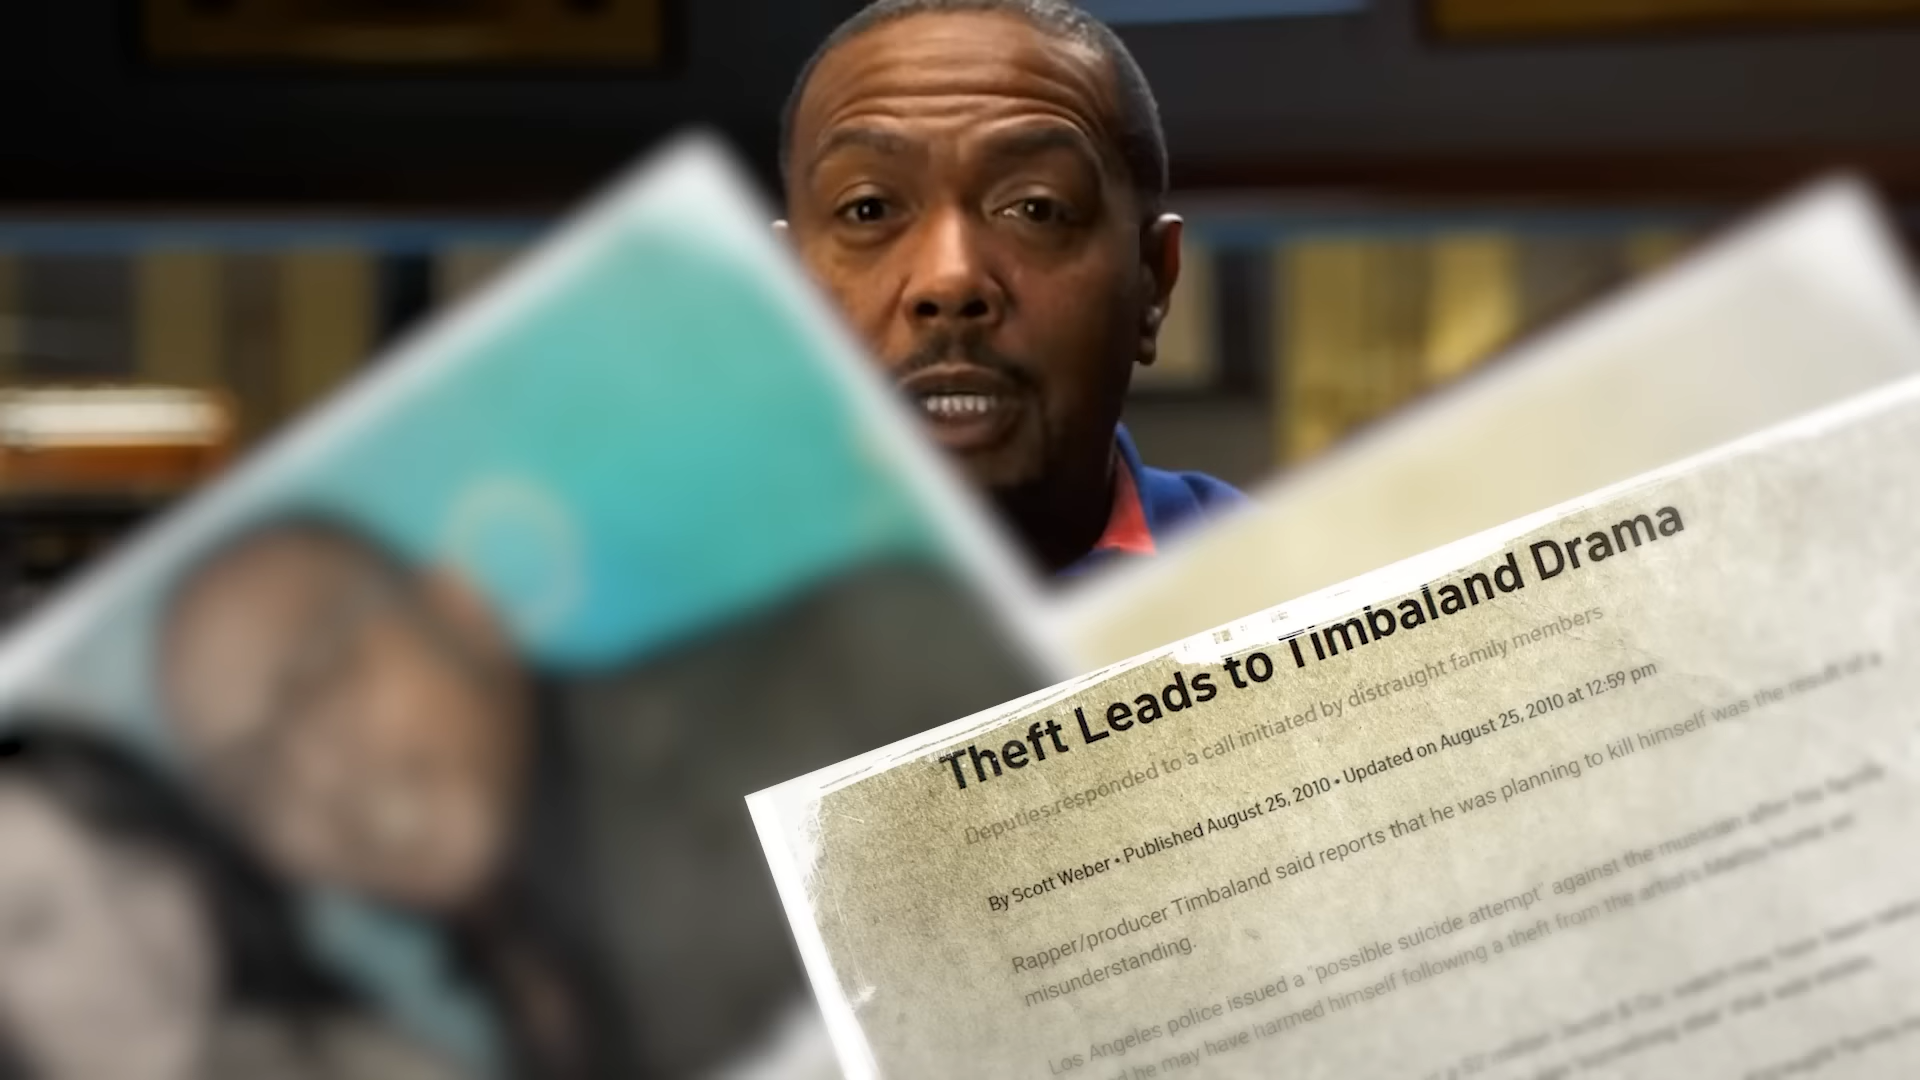 Theft Leads to Timbaland Drama
Deputies responded to a call initiated by distraught family members
By Scott Weber • Published August 25, 2010 • Updated on August 25, 2010 at 12:59 pm
Rapper/producer Timbaland said reports that he was planning to kill himself was the result of a
misunderstanding.
Los Angeles police issued a "possible suicide attempt" against the musician after his family
he may have harmed himself following a theft from the artist's